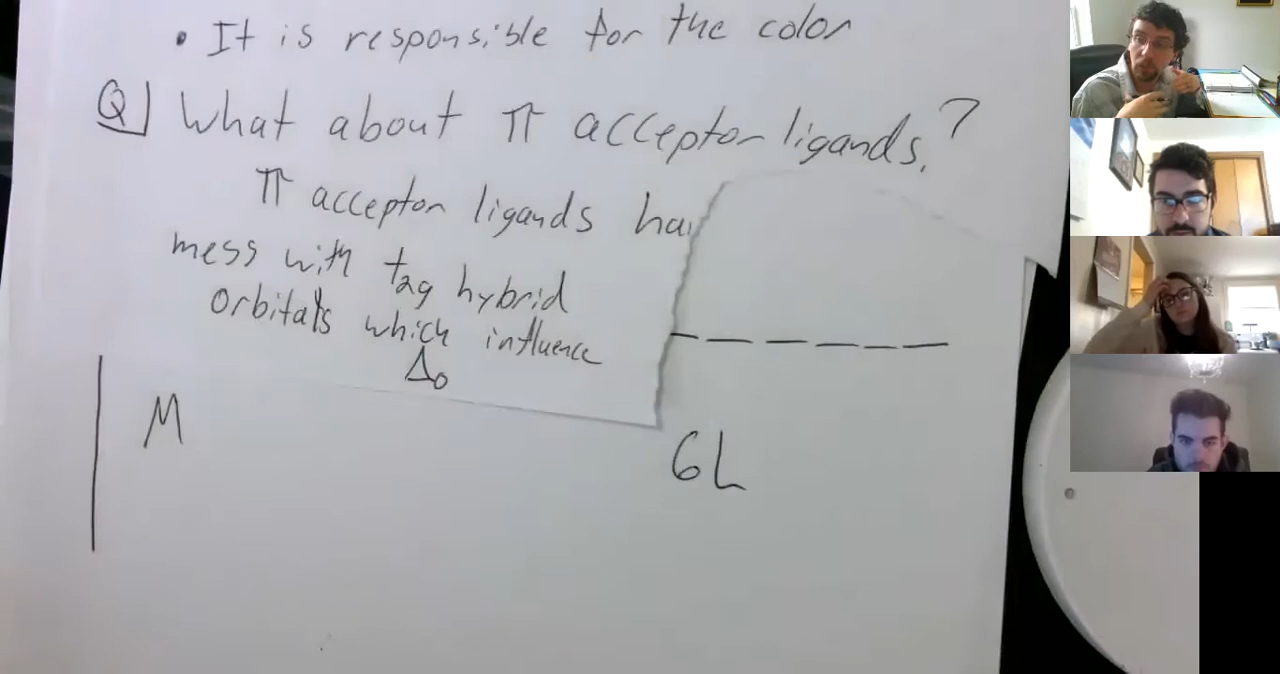 • It is responsible for the color
Q] What about π acceptor ligands.?
π acceptor ligands
mess with t2g hybrid
orbitals which influence
Δo
M
6L